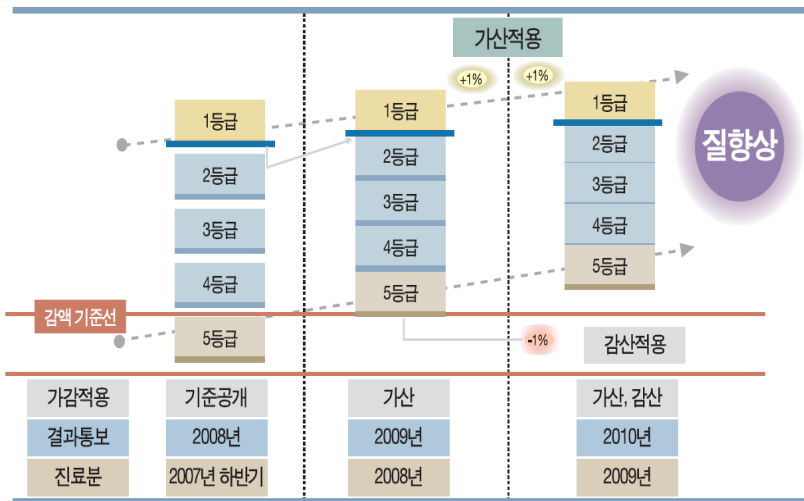 가산적용
+1%
+1%
1등급
2등급
3등급
4등급
5등급
1등급
2등급
3등급
4등급
5등급
1등급
2등급
3등급
4등급
5등급
질향상
감액 기준선
-1%
감산적용
가감적용 기준공개 가산 가산, 감산
결과통보 2008년 2009년 2010년
진료분 2007년 하반기 2008년 2009년